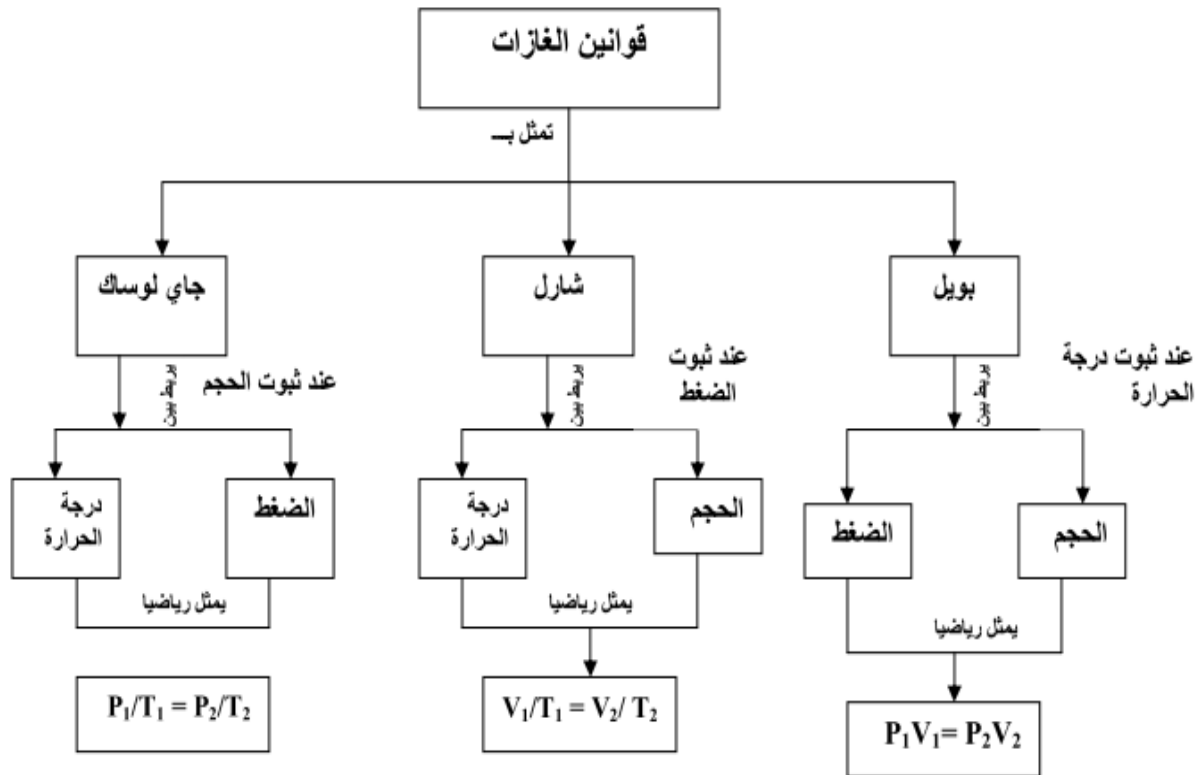 قوانين الغازات
تمثل بـــ
بويل
شارل
جاي لوساك
يربط بين
عند ثبوت درجة
الحرارة
يربط بين
عند ثبوت
الضغط
يربط بين
عند ثبوت الحجم
الحجم
الضغط
الحجم
درجة
الحرارة
الضغط
درجة
الحرارة
يمثل رياضيا
يمثل رياضيا
يمثل رياضيا
P₁V₁= P₂V₂
V₁/T₁ = V₂/ T₂
P₁/T₁ = P₂/T₂